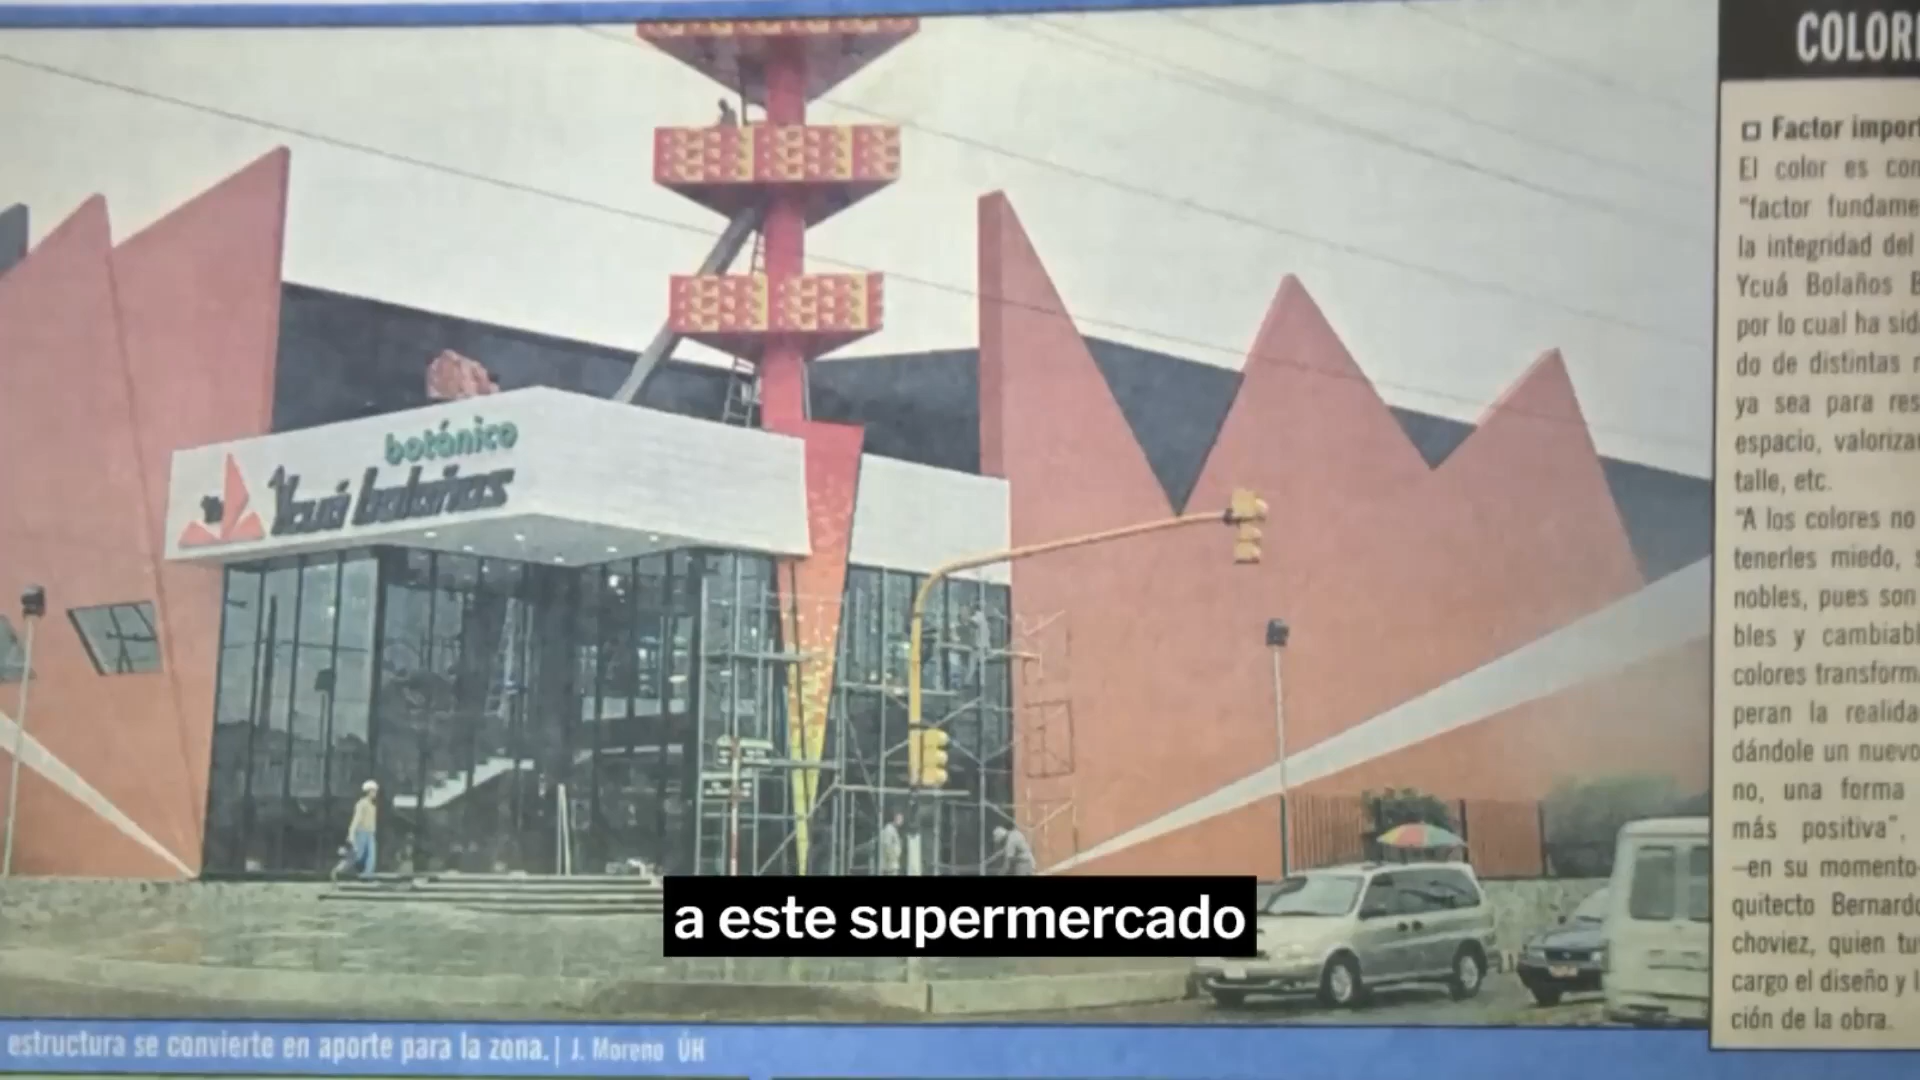 COLOR
botánico
Ycuá bolaños
Factor import
El color es con
"factor fundame
la integridad del
Ycuá Bolaños B
por lo cual ha sid
do de distintas
ya sea para res
espacio, valoriza
talle, etc.
"A los colores no
tenerles miedo, s
nobles, pues son
bles y cambiabl
colores transform
peran la realida
dándole un nuevo
no, una forma
más positiva",
–en su momento
quitecto Bernardo
choviez, quien tu
cargo el diseño y l
ción de la obra.
a este supermercado
estructura se convierte en aporte para la zona. | J. Moreno ÚH